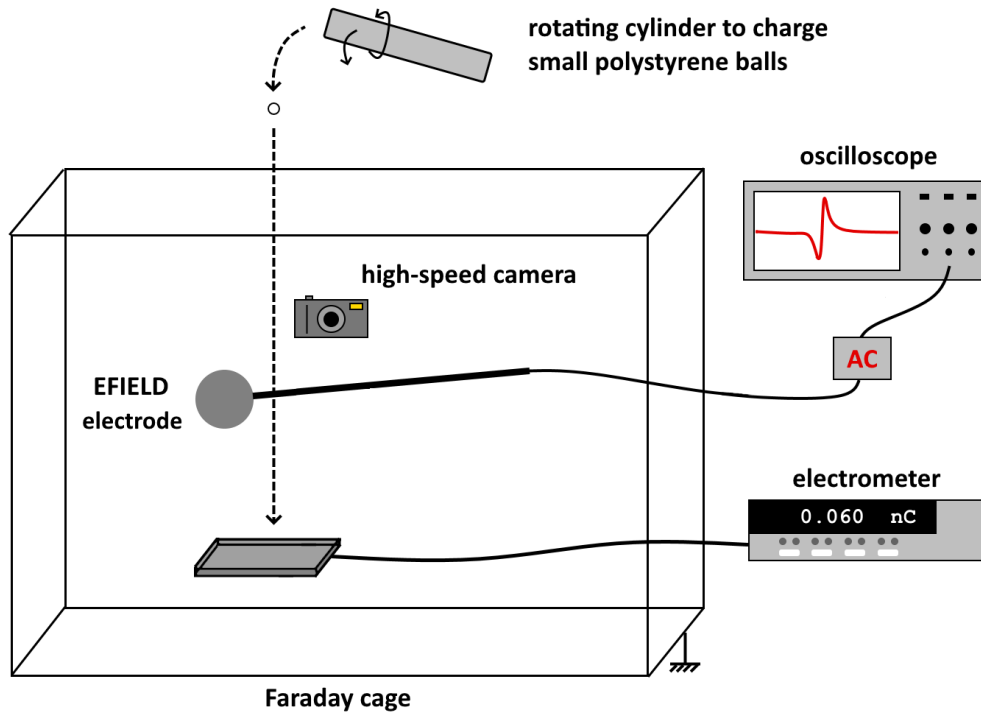 rotating cylinder to charge
small polystyrene balls
oscilloscope
high-speed camera
AC
EFIELD
electrode
electrometer
0.060 nC
Faraday cage